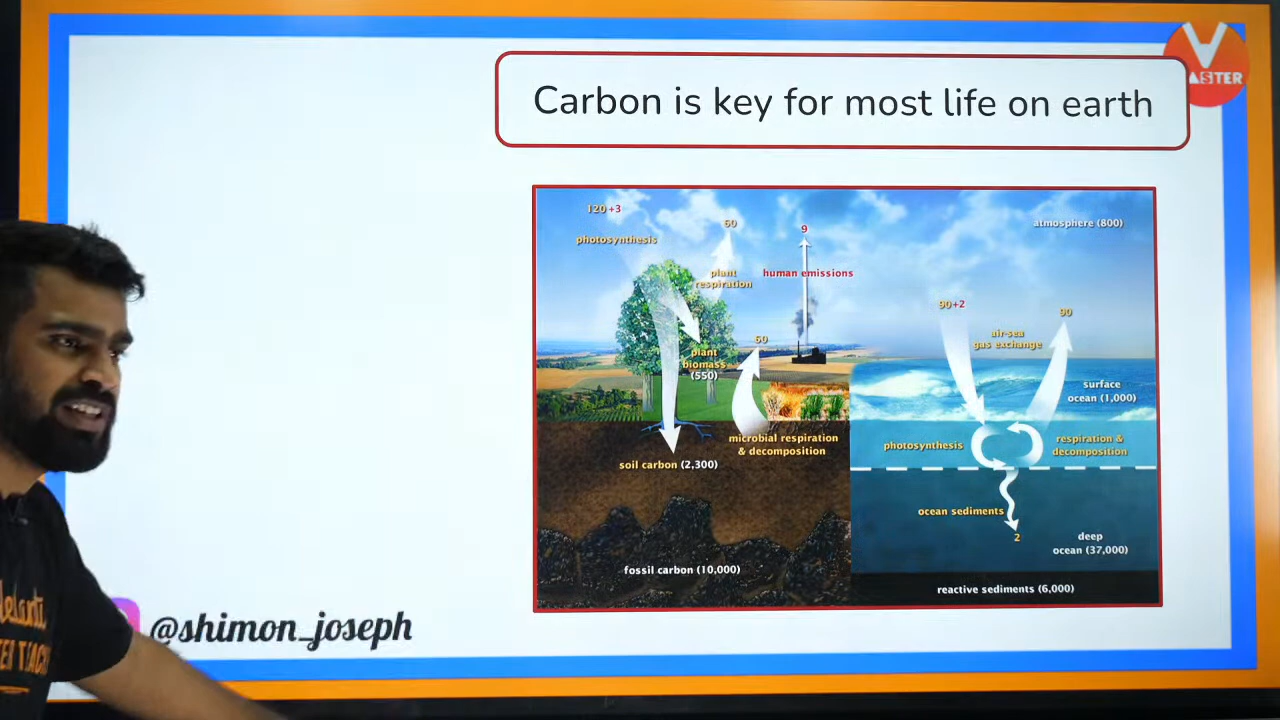 Carbon is key for most life on earth
120+3
photosynthesis
60
plant
respiration
9
human emissions
atmosphere (800)
plant
biomass
(550)
60
90+2
air-sea
gas exchange
90
surface
ocean (1,000)
microbial respiration
& decomposition
soil carbon (2,300)
photosynthesis
respiration &
decomposition
ocean sediments
2
deep
ocean (37,000)
fossil carbon (10,000)
reactive sediments (6,000)
@shimon_joseph